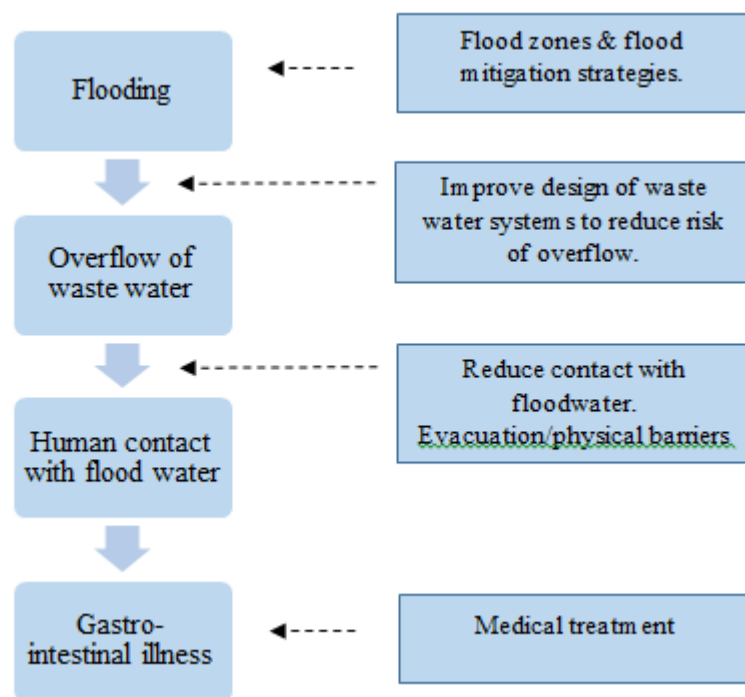 Flooding
Flood zones & flood
mitigation strategies.
Improve design of waste
water systems to reduce risk
of overflow.
Overflow of
waste water
Reduce contact with
floodwater.
Evacuation/physical barriers
Human contact
with flood water
Gastro-
intestinal illness
Medical treatment